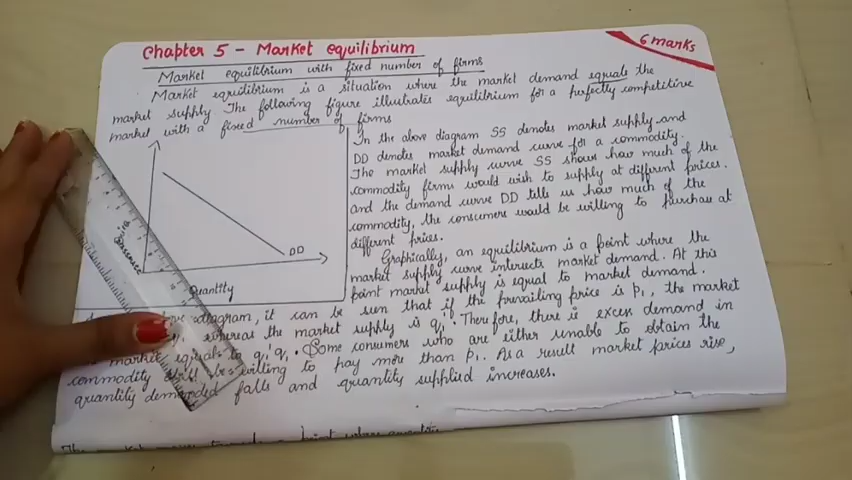 Chapter 5 - Market equilibrium
6 marks
Market equilibrium with fixed number of firms
Market equilibrium is a situation where the market demand equals the
market supply The following figure illustrates equilibrium for a perfectly competitive
market with a fixed number of firms
In the above diagram SS denotes market supply and
DD denotes market demand curve for a commodity.
The market supply curve SS shows how much of the
commodity firms would wish to supply at different prices.
and the demand curve DD tells us how much of the
commodity, the consumers would be willing to purchase at
different prices.
Graphically, an equilibrium is a point where the
market supply curve intersects market demand. At this
point market supply is equal to market demand.
DD
Quantity
diagram, it can be seen that if the prevailing price is p1, the market
whereas the market supply is q1'. Therefore, there is excess demand in
market equals to q1' q1. Some consumers who are either unable to obtain the
commodity willing to pay more than p1. As a result market prices rise,
quantity demanded falls and quantity supplied increases.